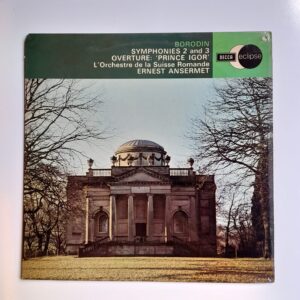 BORODIN
SYMPHONIES 2 and 3
OVERTURE: 'PRINCE IGOR'
L'Orchestre de la Suisse Romande
ERNEST ANSERMET
DECCA eclipse